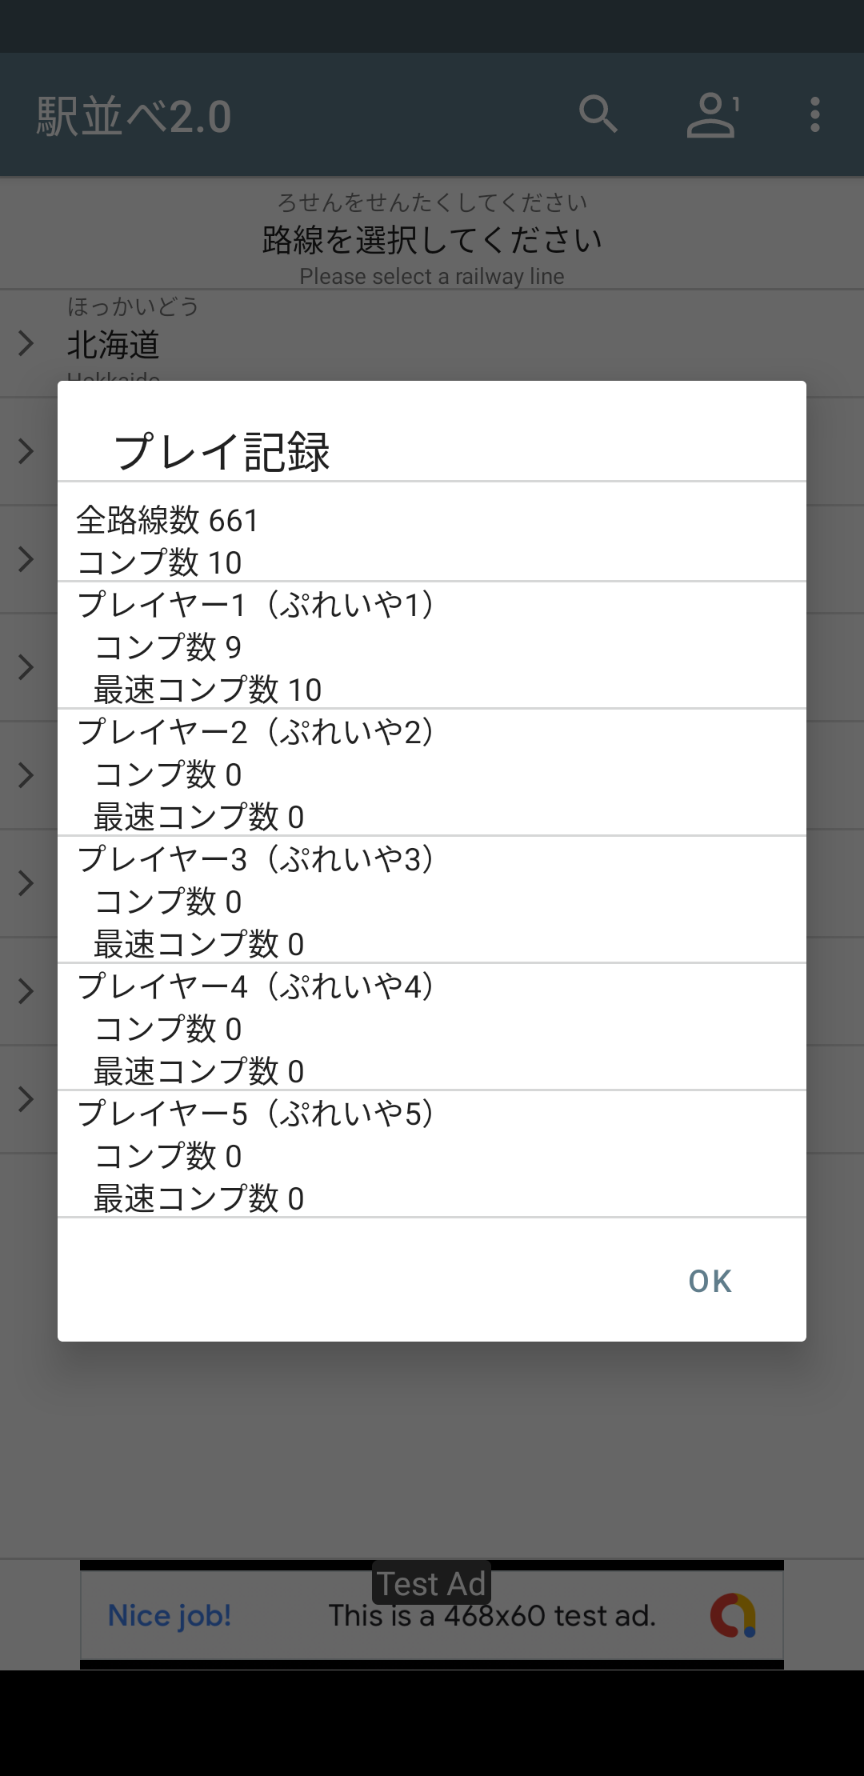 駅並べ2.0
1
ろせんをせんたくしてください
路線を選択してください
Please select a railway line
ほっかいどう
北海道
Hokkaido
プレイ記録
全路線数 661
コンプ数 10
プレイヤー1（ぷれいや1）
コンプ数 9
最速コンプ数 10
プレイヤー2（ぷれいや2）
コンプ数 0
最速コンプ数 0
プレイヤー3（ぷれいや3）
コンプ数 0
最速コンプ数 0
プレイヤー4（ぷれいや4）
コンプ数 0
最速コンプ数 0
プレイヤー5（ぷれいや5）
コンプ数 0
最速コンプ数 0
OK
Test Ad
Nice job!
This is a 468x60 test ad.